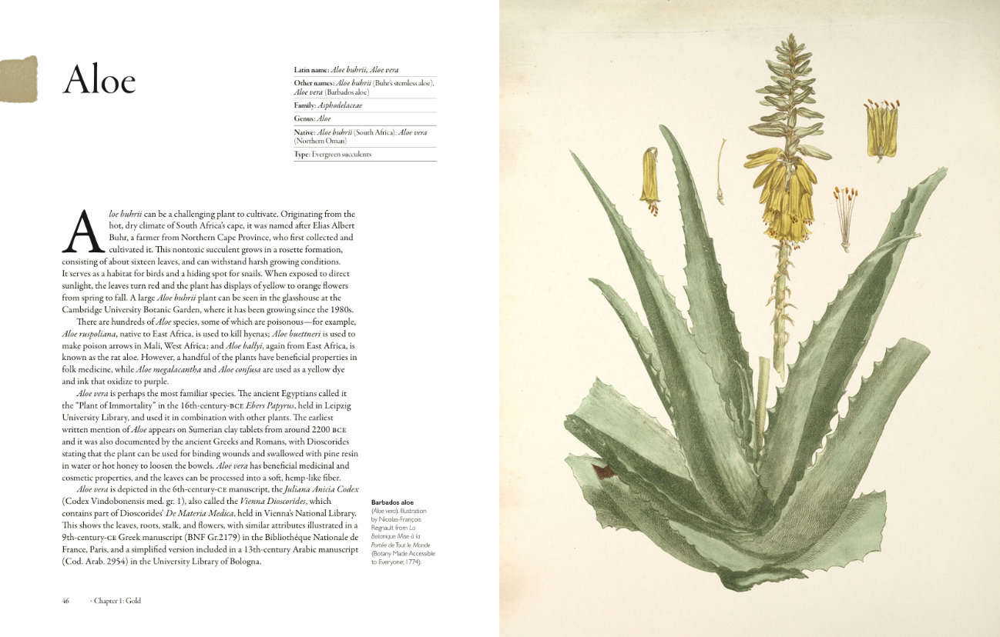 Aloe
Latin name: Aloe buhrii, Aloe vera
Other names: Aloe buhrii (Buhr's stemless aloe),
Aloe vera (Barbados aloe)
Family: Asphodelaceae
Genus: Aloe
Native: Aloe buhrii (South Africa); Aloe vera
(Northern Oman)
Type: Evergreen succulents
Aloe buhrii can be a challenging plant to cultivate. Originating from the
hot, dry climate of South Africa's cape, it was named after Elias Albert
Buhr, a farmer from Northern Cape Province, who first collected and
cultivated it. This nontoxic succulent grows in a rosette formation,
consisting of about sixteen leaves, and can withstand harsh growing conditions.
It serves as a habitat for birds and a hiding spot for snails. When exposed to direct
sunlight, the leaves turn red and the plant has displays of yellow to orange flowers
from spring to fall. A large Aloe buhrii plant can be seen in the glasshouse at the
Cambridge University Botanic Garden, where it has been growing since the 1980s.
There are hundreds of Aloe species, some of which are poisonous—for example,
Aloe ruspoliana, native to East Africa, is used to kill hyenas; Aloe buettneri is used to
make poison arrows in Mali, West Africa; and Aloe ballyi, again from East Africa, is
known as the rat aloe. However, a handful of the plants have beneficial properties in
folk medicine, while Aloe megalacantha and Aloe confusa are used as a yellow dye
and ink that oxidize to purple.
Aloe vera is perhaps the most familiar species. The ancient Egyptians called it
the "Plant of Immortality" in the 16th-century-BCE Ebers Papyrus, held in Leipzig
University Library, and used it in combination with other plants. The earliest
written mention of Aloe appears on Sumerian clay tablets from around 2200 BCE
and it was also documented by the ancient Greeks and Romans, with Dioscorides
stating that the plant can be used for binding wounds and swallowed with pine resin
in water or hot honey to loosen the bowels. Aloe vera has beneficial medicinal and
cosmetic properties, and the leaves can be processed into a soft, hemp-like fiber.
Aloe vera is depicted in the 6th-century-CE manuscript, the Juliana Anicia Codex
(Codex Vindobonensis med. gr. 1), also called the Vienna Dioscorides, which
contains part of Dioscorides' De Materia Medica, held in Vienna's National Library.
This shows the leaves, roots, stalk, and flowers, with similar attributes illustrated in a
9th-century-CE Greek manuscript (BNF Gr.2179) in the Bibliothéque Nationale de
France, Paris, and a simplified version included in a 13th-century Arabic manuscript
(Cod. Arab. 2954) in the University Library of Bologna.
Barbados aloe
(Aloe vera). Illustration
by Nicolas-François
Regnault from La
Botanique Mise à la
Portée de Tout le Monde
(Botany Made Accessible
to Everyone; 1774).
46 › Chapter 1: Gold